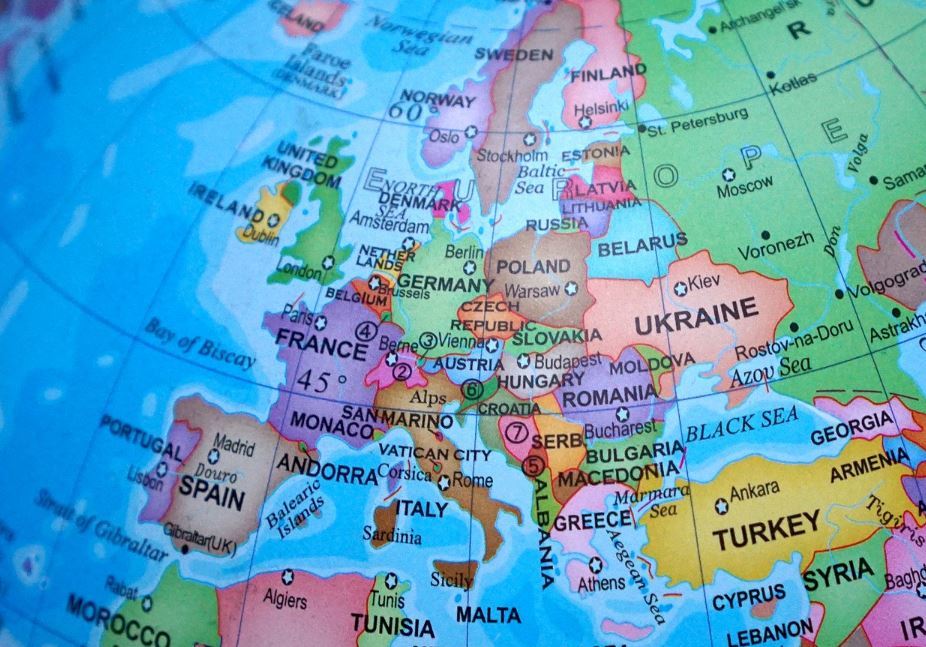 Norwegian
Sea
Archangel'sk
R
Faroe
Islands
(DENMARK)
SWEDEN
FINLAND
Kotlas
NORWAY
60°
Helsinki
Oslo
St. Petersburg
Stockholm
ESTONIA
E
UNITED
KINGDOM
Baltic
Sea
P
Volga
E
NORTH
SEA
U
R
O
Moscow
Samar
IRELAND
DENMARK
LATVIA
LITHUANIA
Amsterdam
RUSSIA
Dublin
BELARUS
Voronezh
Don
NETHER
LANDS
Berlin
London
GERMANY
POLAND
Warsaw
Kiev
Volgograd
BELGIUM
Brussels
CZECH
REPUBLIC
UKRAINE
Paris
4
Berne
3
Vienna
SLOVAKIA
Rostov-na-Donu
Astrakh
Bay of Biscay
FRANCE
2
AUSTRIA
Budapest
MOLDOVA
Azov Sea
45°
6
HUNGARY
Alps
CROATIA
ROMANIA
SAN MARINO
MONACO
7
SERB.
Bucharest
BLACK SEA
GEORGIA
PORTUGAL
Madrid
VATICAN CITY
BULGARIA
Lisbon
Douro
ANDORRA
Corsica
Rome
5
MACEDONIA
ARMENIA
SPAIN
Balearic
Islands
Marmara
Sea
Ankara
ITALY
ALBANIA
GREECE
TURKEY
Tigris
Strait of Gibraltar
Gibraltar(UK)
Sardinia
Aegean Sea
Sicily
Athens
SYRIA
Baghd
Rabat
Algiers
Tunis
CYPRUS
MOROCCO
TUNISIA
MALTA
LEBANON
IR